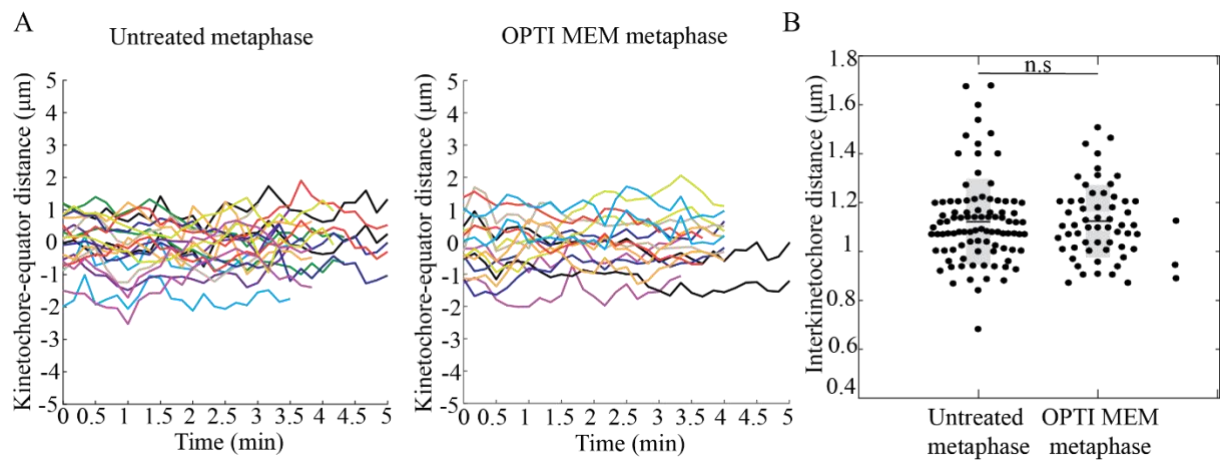 A
Untreated metaphase
Kinetochore-equator distance (μm)
5
4
3
2
1
0
-1
-2
-3
-4
-5
0 0.5 1 1.5 2 2.5 3 3.5 4 4.5 5
Time (min)
OPTI MEM metaphase
Kinetochore-equator distance (μm)
5
4
3
2
1
0
-1
-2
-3
-4
-5
0 0.5 1 1.5 2 2.5 3 3.5 4 4.5 5
Time (min)
B
Interkinetochore distance (μm)
1.8
1.6
1.4
1.2
1
0.8
0.6
0.4
n.s
Untreated
metaphase
OPTI MEM
metaphase